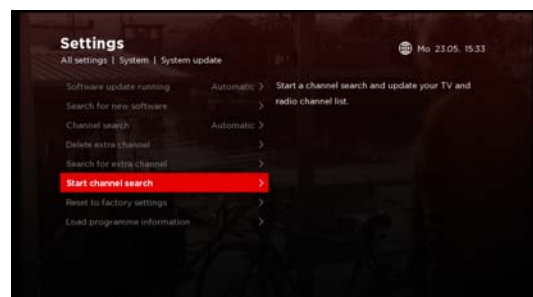 Settings
Mo 23.05. 15:33
All settings | System | System update
Software update running Automatic >
Start a channel search and update your TV and
radio channel list.
Search for new software >
Channel search Automatic >
Delete extra channel >
Search for extra channel >
Start channel search >
Reset to factory settings >
Load programme information >